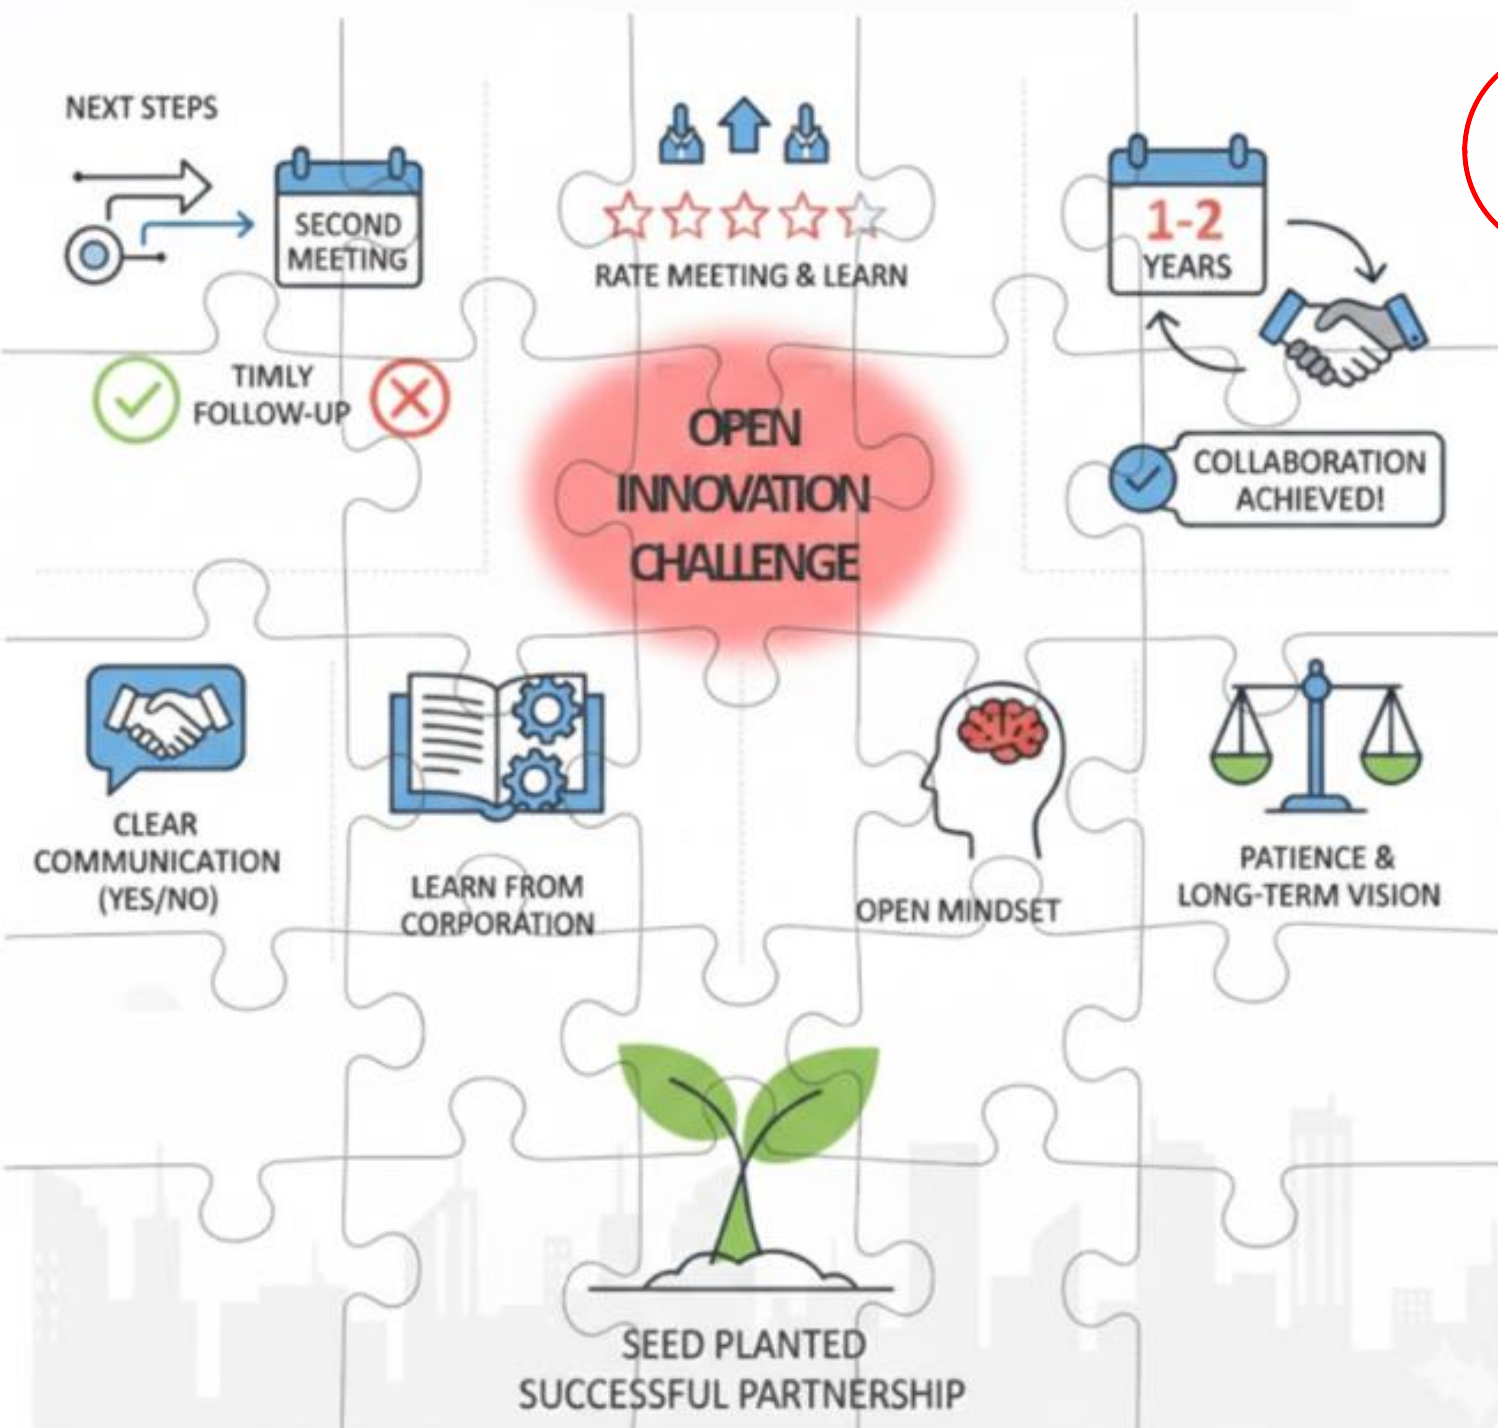 NEXT STEPS
SECOND
MEETING
TIMLY
FOLLOW-UP
RATE MEETING & LEARN
1-2
YEARS
COLLABORATION
ACHIEVED!
OPEN
INNOVATION
CHALLENGE
CLEAR
COMMUNICATION
(YES/NO)
LEARN FROM
CORPORATION
OPEN MINDSET
PATIENCE &
LONG-TERM VISION
SEED PLANTED
SUCCESSFUL PARTNERSHIP